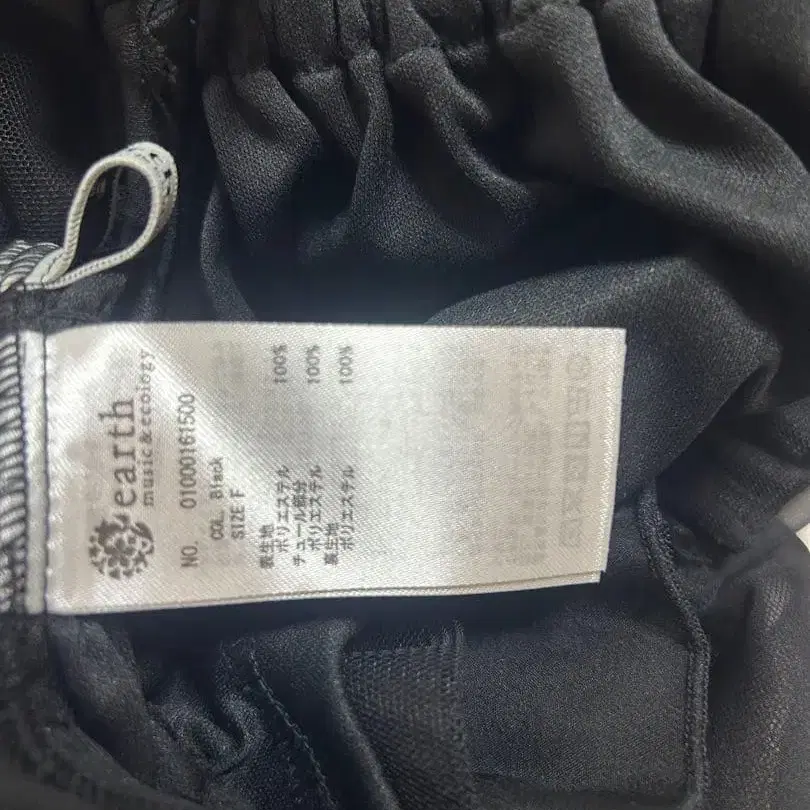 earth
music&ecology
NO. 01000161500
COL. Black
SIZE F
表生地
ポリエステル 100%
チュール部分
ポリエステル 100%
裏生地
ポリエステル 100%